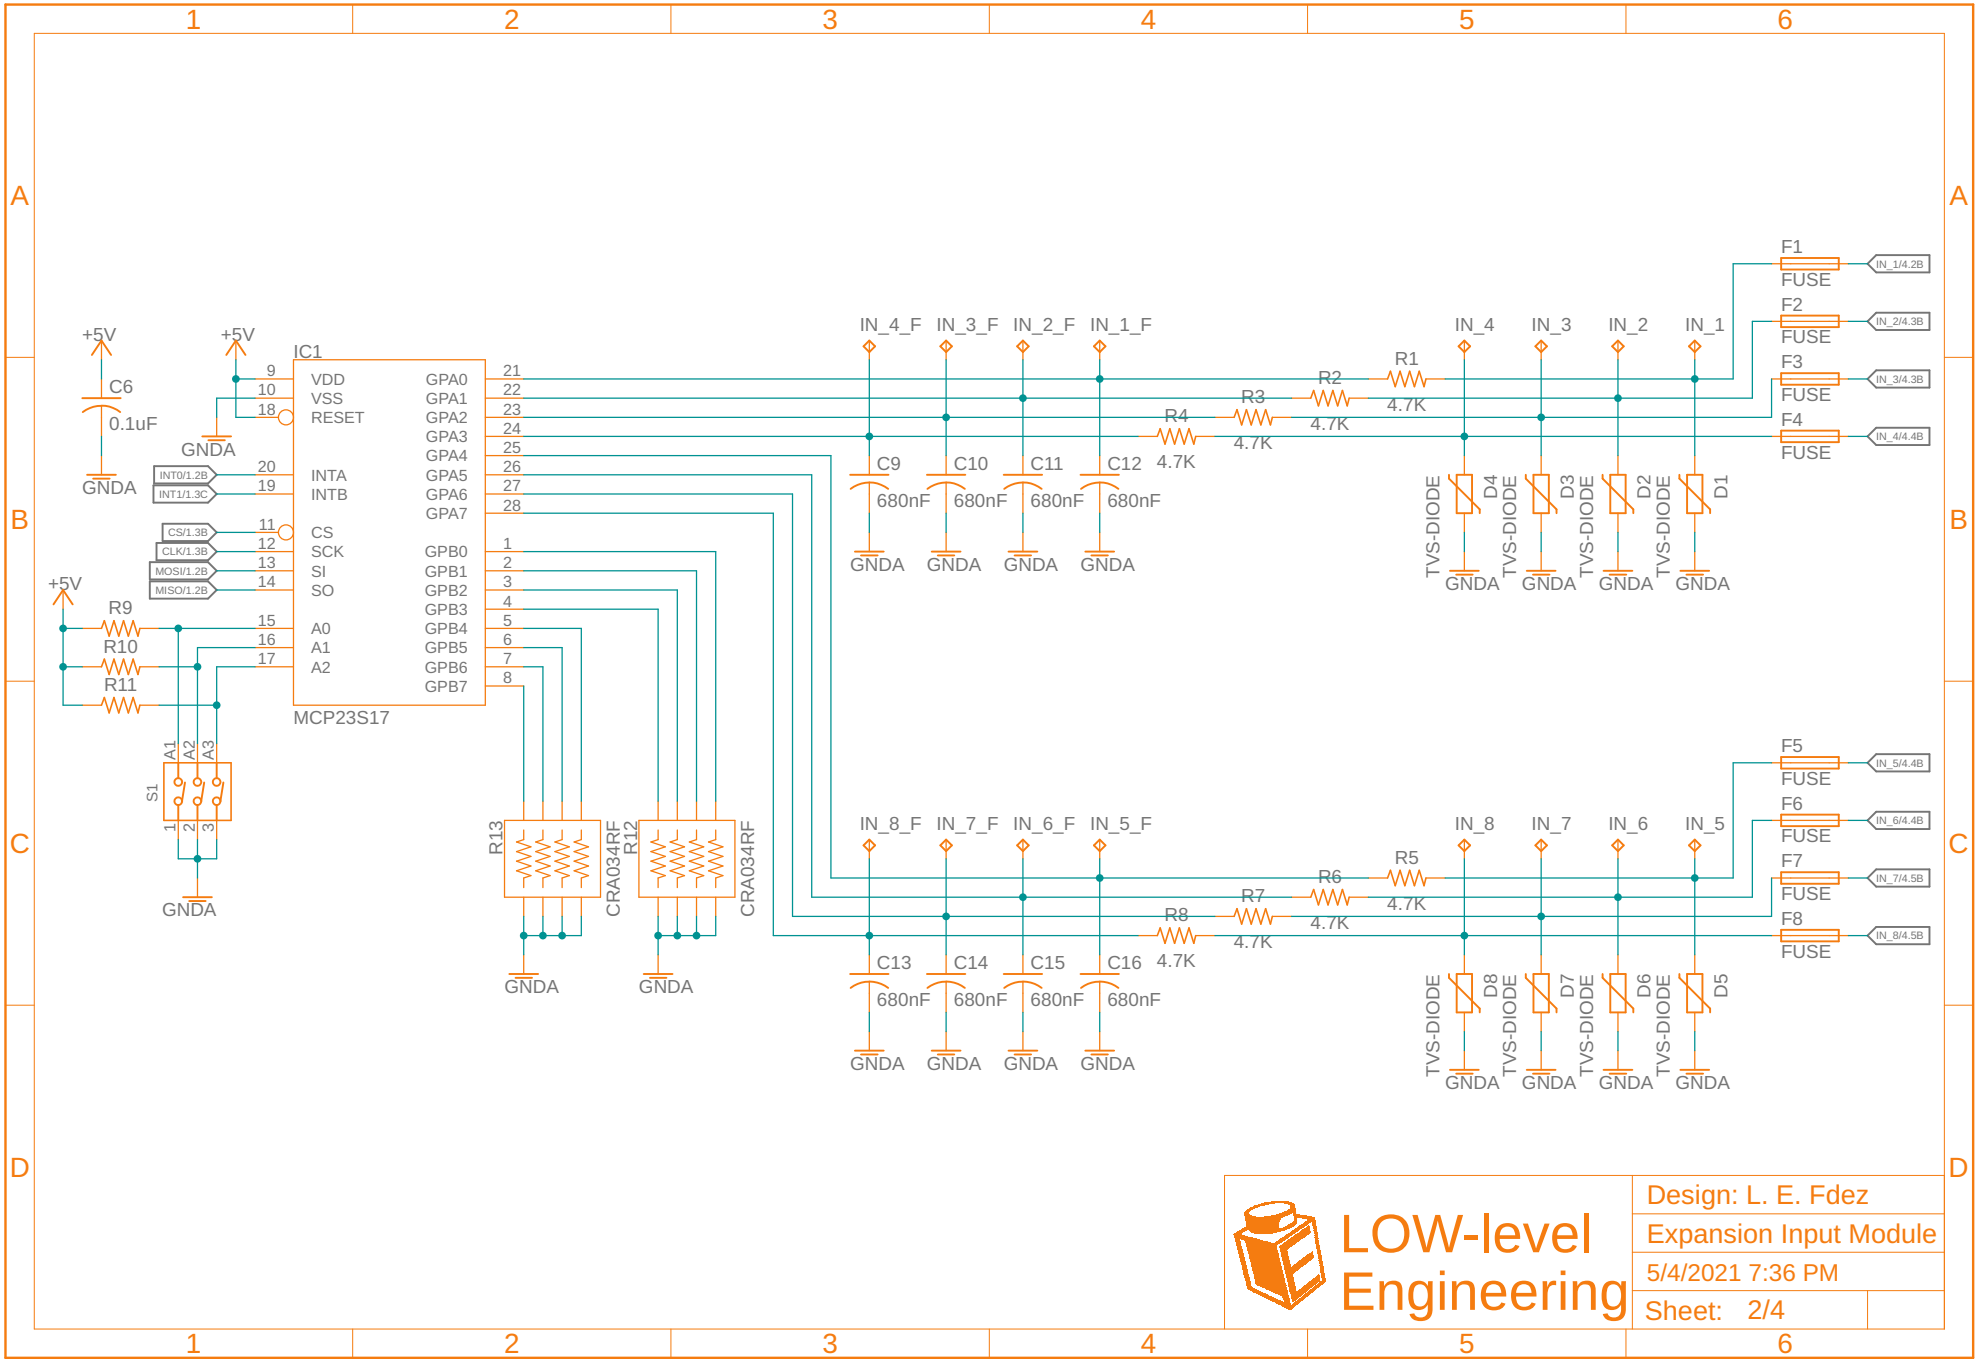 1 2 3 4 5 6
A A
B B
C C
D D
1 2 3 4 5 6
+5V
C6
0.1uF
GNDA
+5V
GNDA
IC1
9 VDD
10 VSS
18 RESET
20 INTA
19 INTB
11 CS
12 SCK
13 SI
14 SO
15 A0
16 A1
17 A2
GPA0 21
GPA1 22
GPA2 23
GPA3 24
GPA4 25
GPA5 26
GPA6 27
GPA7 28
GPB0 1
GPB1 2
GPB2 3
GPB3 4
GPB4 5
GPB5 6
GPB6 7
GPB7 8
MCP23S17
INT0/1.2B
INT1/1.3C
CS/1.3B
CLK/1.3B
MOSI/1.2B
MISO/1.2B
+5V
R9
R10
R11
A1 A2 A3
S1
1 2 3
GNDA
R13
CRA034RF
GNDA
R12
CRA034RF
GNDA
IN_4_F IN_3_F IN_2_F IN_1_F
IN_4 IN_3 IN_2 IN_1
R1
4.7K
R2
4.7K
R3
4.7K
R4
4.7K
C9 C10 C11 C12
680nF 680nF 680nF 680nF
GNDA GNDA GNDA GNDA
D4 D3 D2 D1
TVS-DIODE TVS-DIODE TVS-DIODE TVS-DIODE
GNDA GNDA GNDA GNDA
F1
FUSE
IN_1/4.2B
F2
FUSE
IN_2/4.3B
F3
FUSE
IN_3/4.3B
F4
FUSE
IN_4/4.4B
IN_8_F IN_7_F IN_6_F IN_5_F
IN_8 IN_7 IN_6 IN_5
R5
4.7K
R6
4.7K
R7
4.7K
R8
4.7K
C13 C14 C15 C16
680nF 680nF 680nF 680nF
GNDA GNDA GNDA GNDA
D8 D7 D6 D5
TVS-DIODE TVS-DIODE TVS-DIODE TVS-DIODE
GNDA GNDA GNDA GNDA
F5
FUSE
IN_5/4.4B
F6
FUSE
IN_6/4.4B
F7
FUSE
IN_7/4.5B
F8
FUSE
IN_8/4.5B
E
LOW-level
Engineering
Design: L. E. Fdez
Expansion Input Module
5/4/2021 7:36 PM
Sheet: 2/4